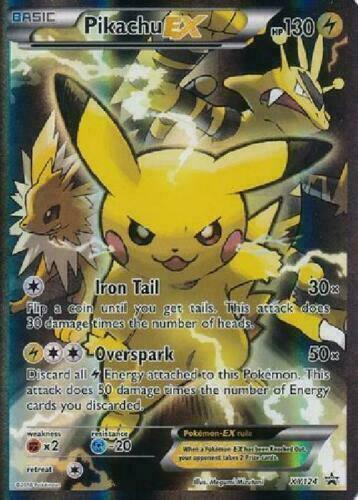 BASIC
Pikachu EX HP 130
Iron Tail 30x
Flip a coin until you get tails. This attack does
30 damage times the number of heads.
Overspark 50x
Discard all Energy attached to this Pokémon. This
attack does 50 damage times the number of Energy
cards you discarded.
weakness resistance
×2 -20
Pokémon-EX rule
When a Pokémon-EX has been Knocked Out,
your opponent takes 2 Prize cards.
retreat
Illus. Megumi Mizutani XY124